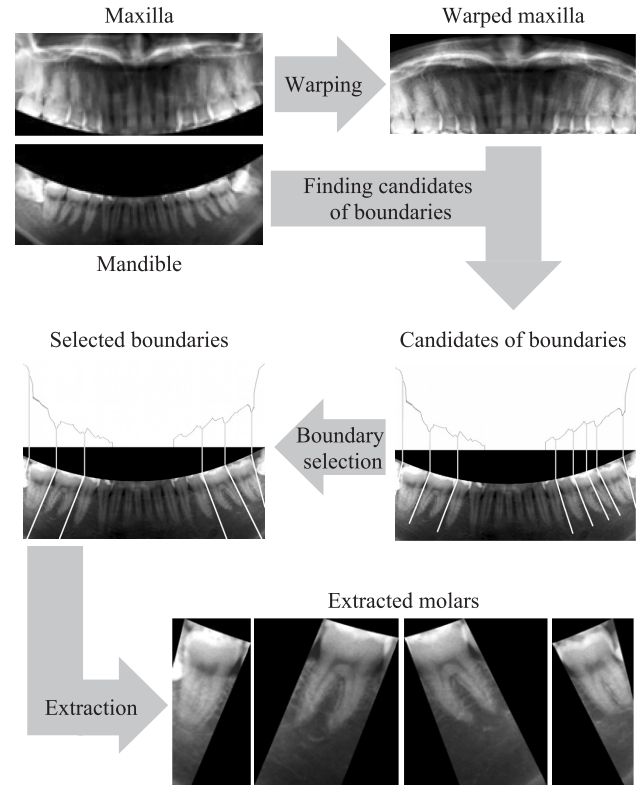 Maxilla
Warped maxilla
Warping
Finding candidates
of boundaries
Mandible
Selected boundaries
Candidates of boundaries
Boundary
selection
Extracted molars
Extraction